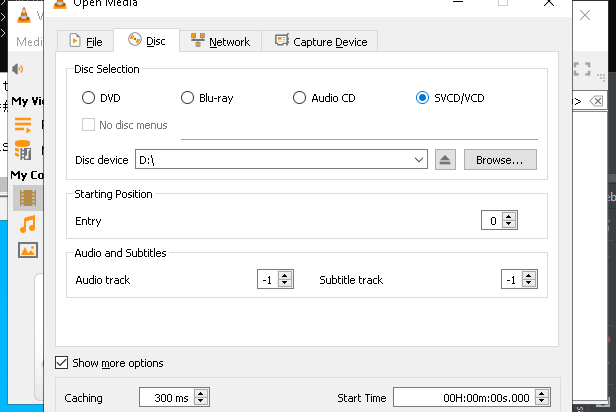 Open Media
Medi
File
Disc
Network
Capture Device
Disc Selection
DVD
Blu-ray
Audio CD
SVCD/VCD
No disc menus
My Vi
Disc device
D:\
Browse...
My Co
Starting Position
Entry
0
Audio and Subtitles
Audio track
-1
Subtitle track
-1
Show more options
Caching
300 ms
Start Time
00H:00m:00s.000